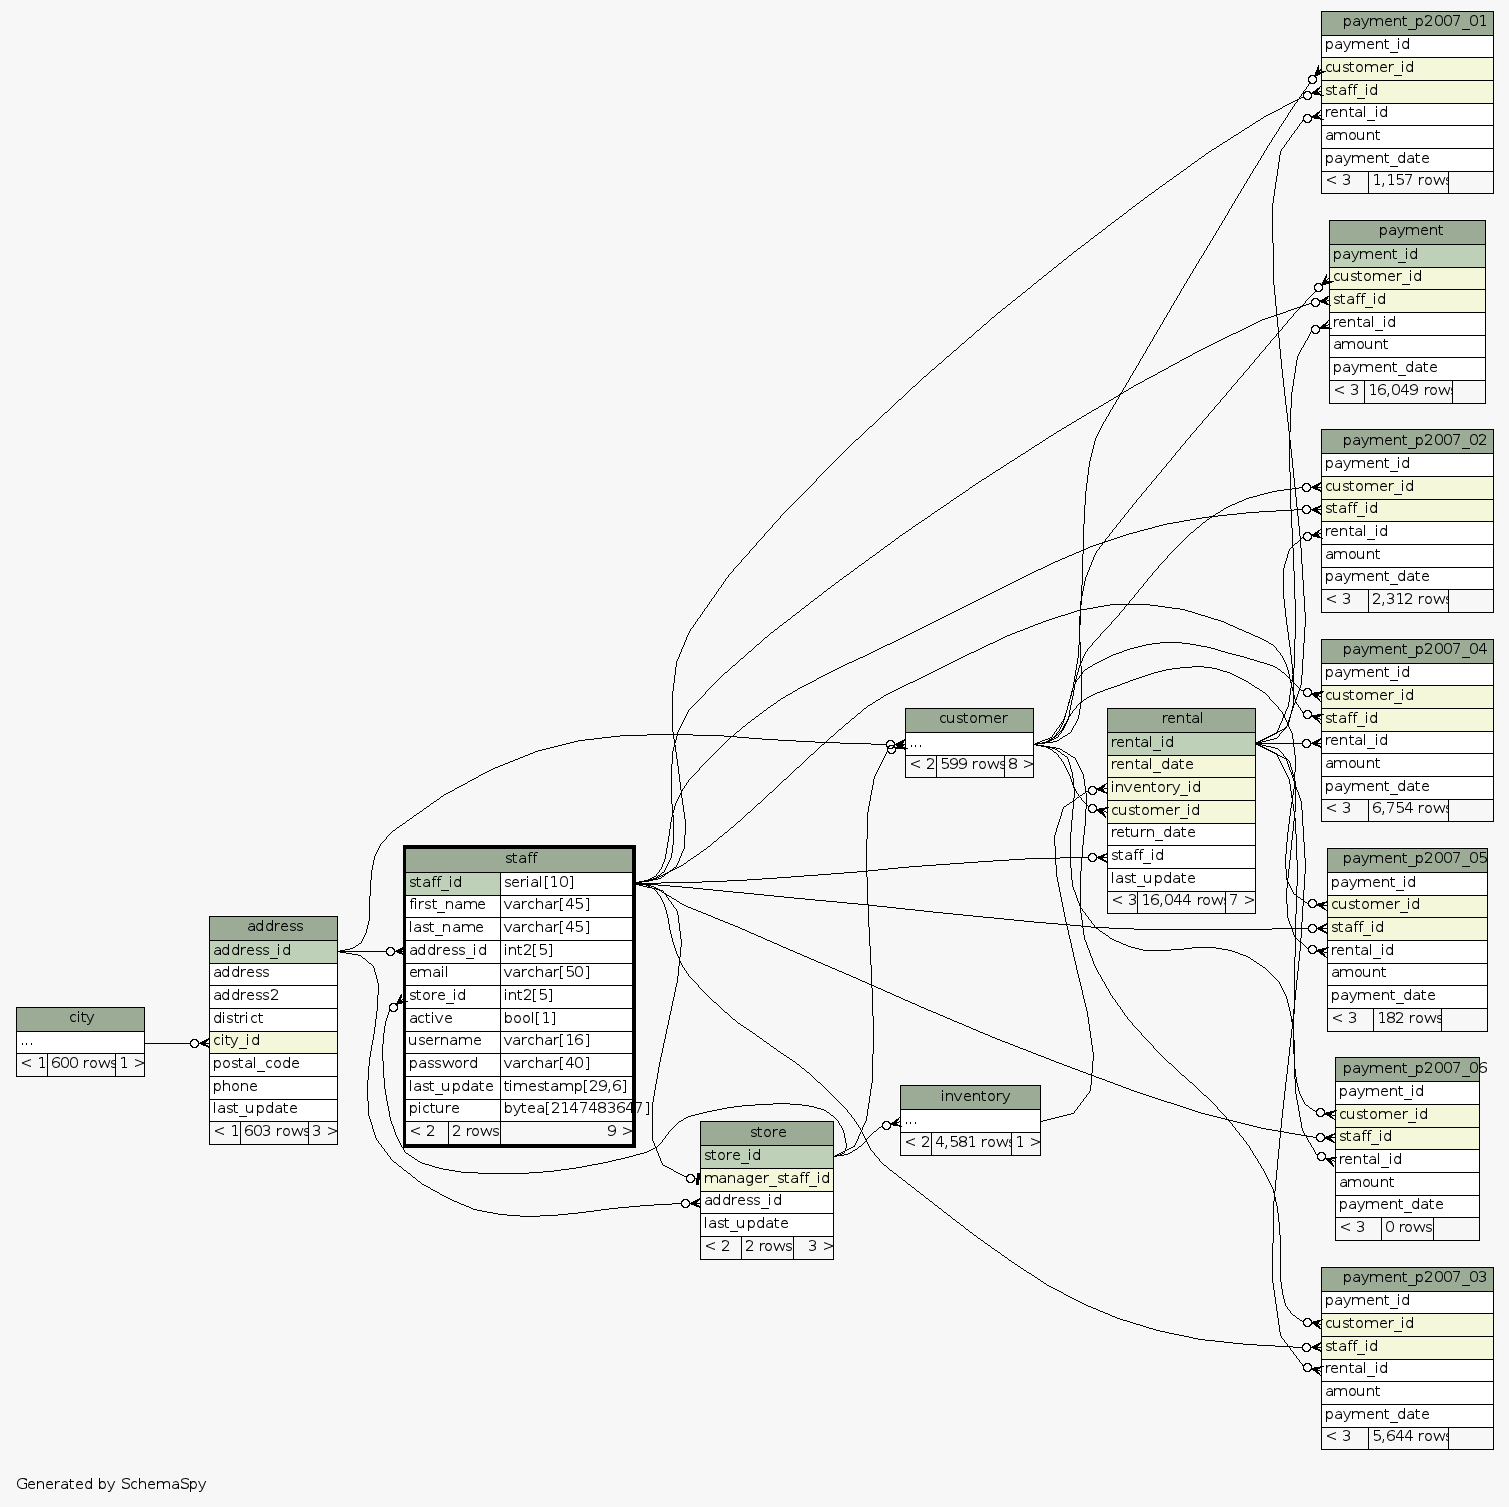 payment_p2007_01
payment_id
customer_id
staff_id
rental_id
amount
payment_date
< 3 1,157 rows
payment
payment_id
customer_id
staff_id
rental_id
amount
payment_date
< 3 16,049 rows
payment_p2007_02
payment_id
customer_id
staff_id
rental_id
amount
payment_date
< 3 2,312 rows
payment_p2007_04
payment_id
customer_id
staff_id
rental_id
amount
payment_date
< 3 6,754 rows
customer
...
< 2 599 rows 8 >
rental
rental_id
rental_date
inventory_id
customer_id
return_date
staff_id
last_update
< 3 16,044 rows 7 >
staff
staff_id serial[10]
first_name varchar[45]
last_name varchar[45]
address_id int2[5]
email varchar[50]
store_id int2[5]
active bool[1]
username varchar[16]
password varchar[40]
last_update timestamp[29,6]
picture bytea[2147483647]
< 2 2 rows 9 >
payment_p2007_05
payment_id
customer_id
staff_id
rental_id
amount
payment_date
< 3 182 rows
address
address_id
address
address2
district
city_id
postal_code
phone
last_update
< 1 603 rows 3 >
city
...
< 1 600 rows 1 >
inventory
...
< 2 4,581 rows 1 >
store
store_id
manager_staff_id
address_id
last_update
< 2 2 rows 3 >
payment_p2007_06
payment_id
customer_id
staff_id
rental_id
amount
payment_date
< 3 0 rows
payment_p2007_03
payment_id
customer_id
staff_id
rental_id
amount
payment_date
< 3 5,644 rows
Generated by SchemaSpy